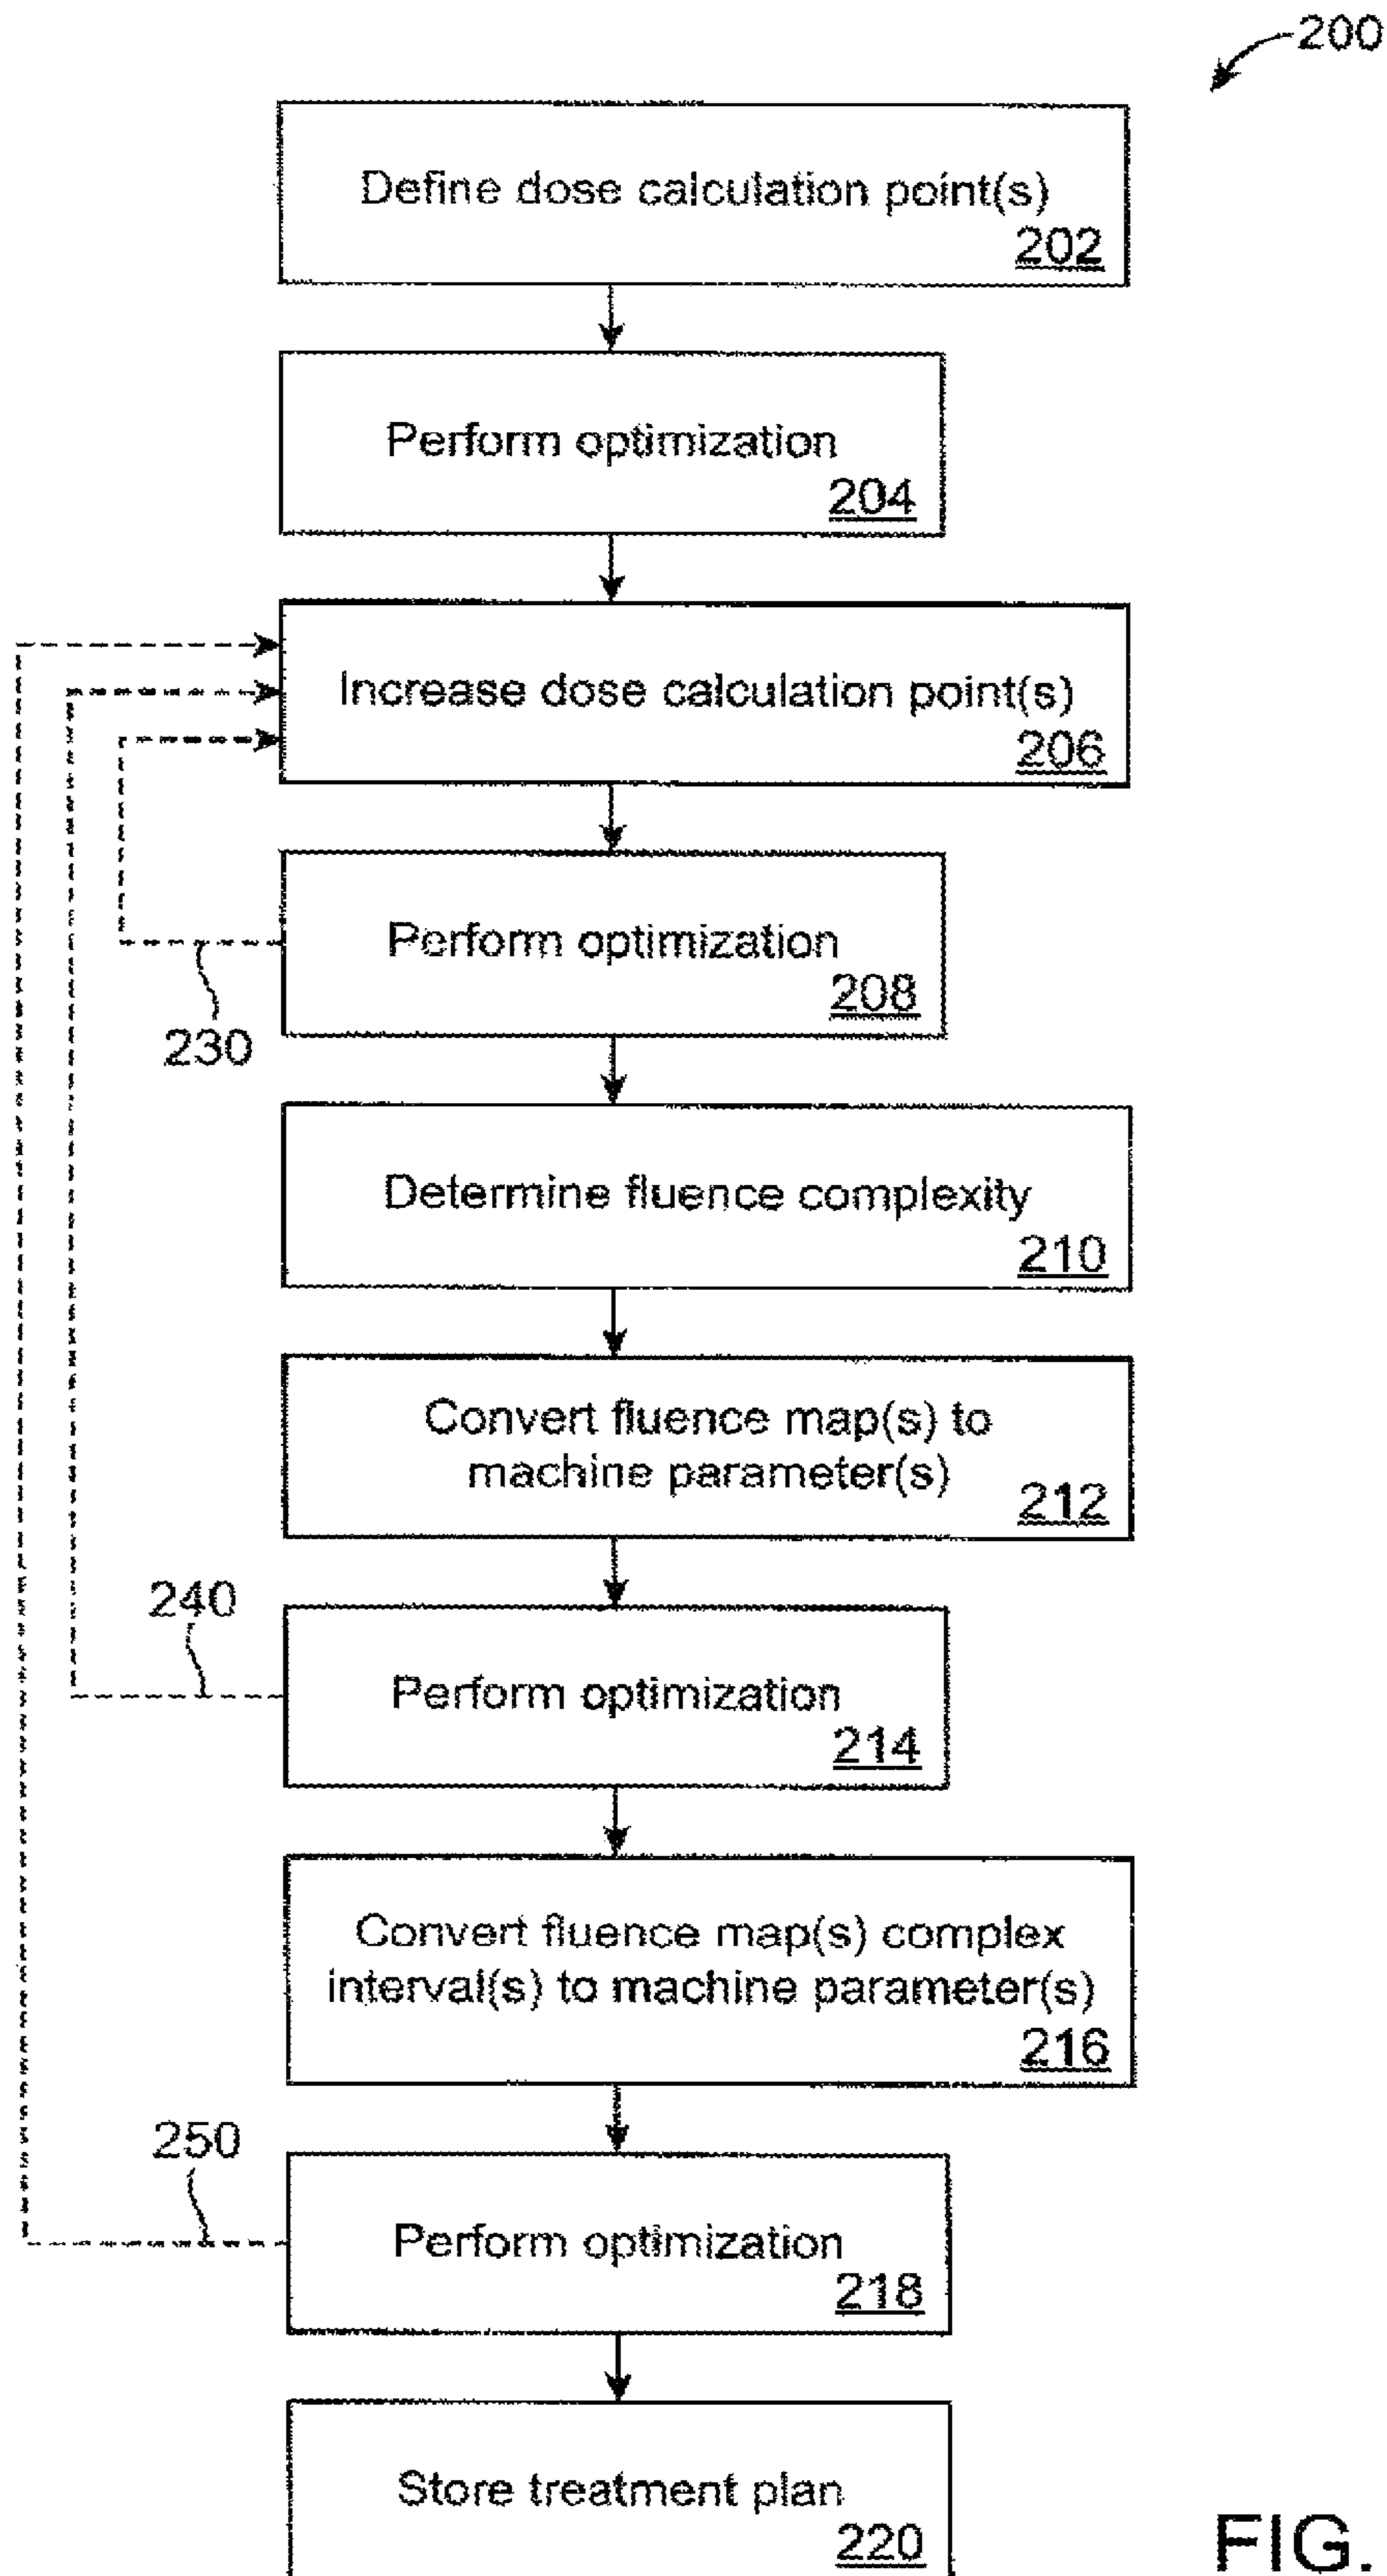 200
Define dose calculation point(s)
202
Perform optimization
204
Increase dose calculation point(s)
206
Perform optimization
208
230
Determine fluence complexity
210
Convert fluence map(s) to
machine parameter(s)
212
240
Perform optimization
214
Convert fluence map(s) complex
interval(s) to machine parameter(s)
216
250
Perform optimization
218
Store treatment plan
220
FIG.